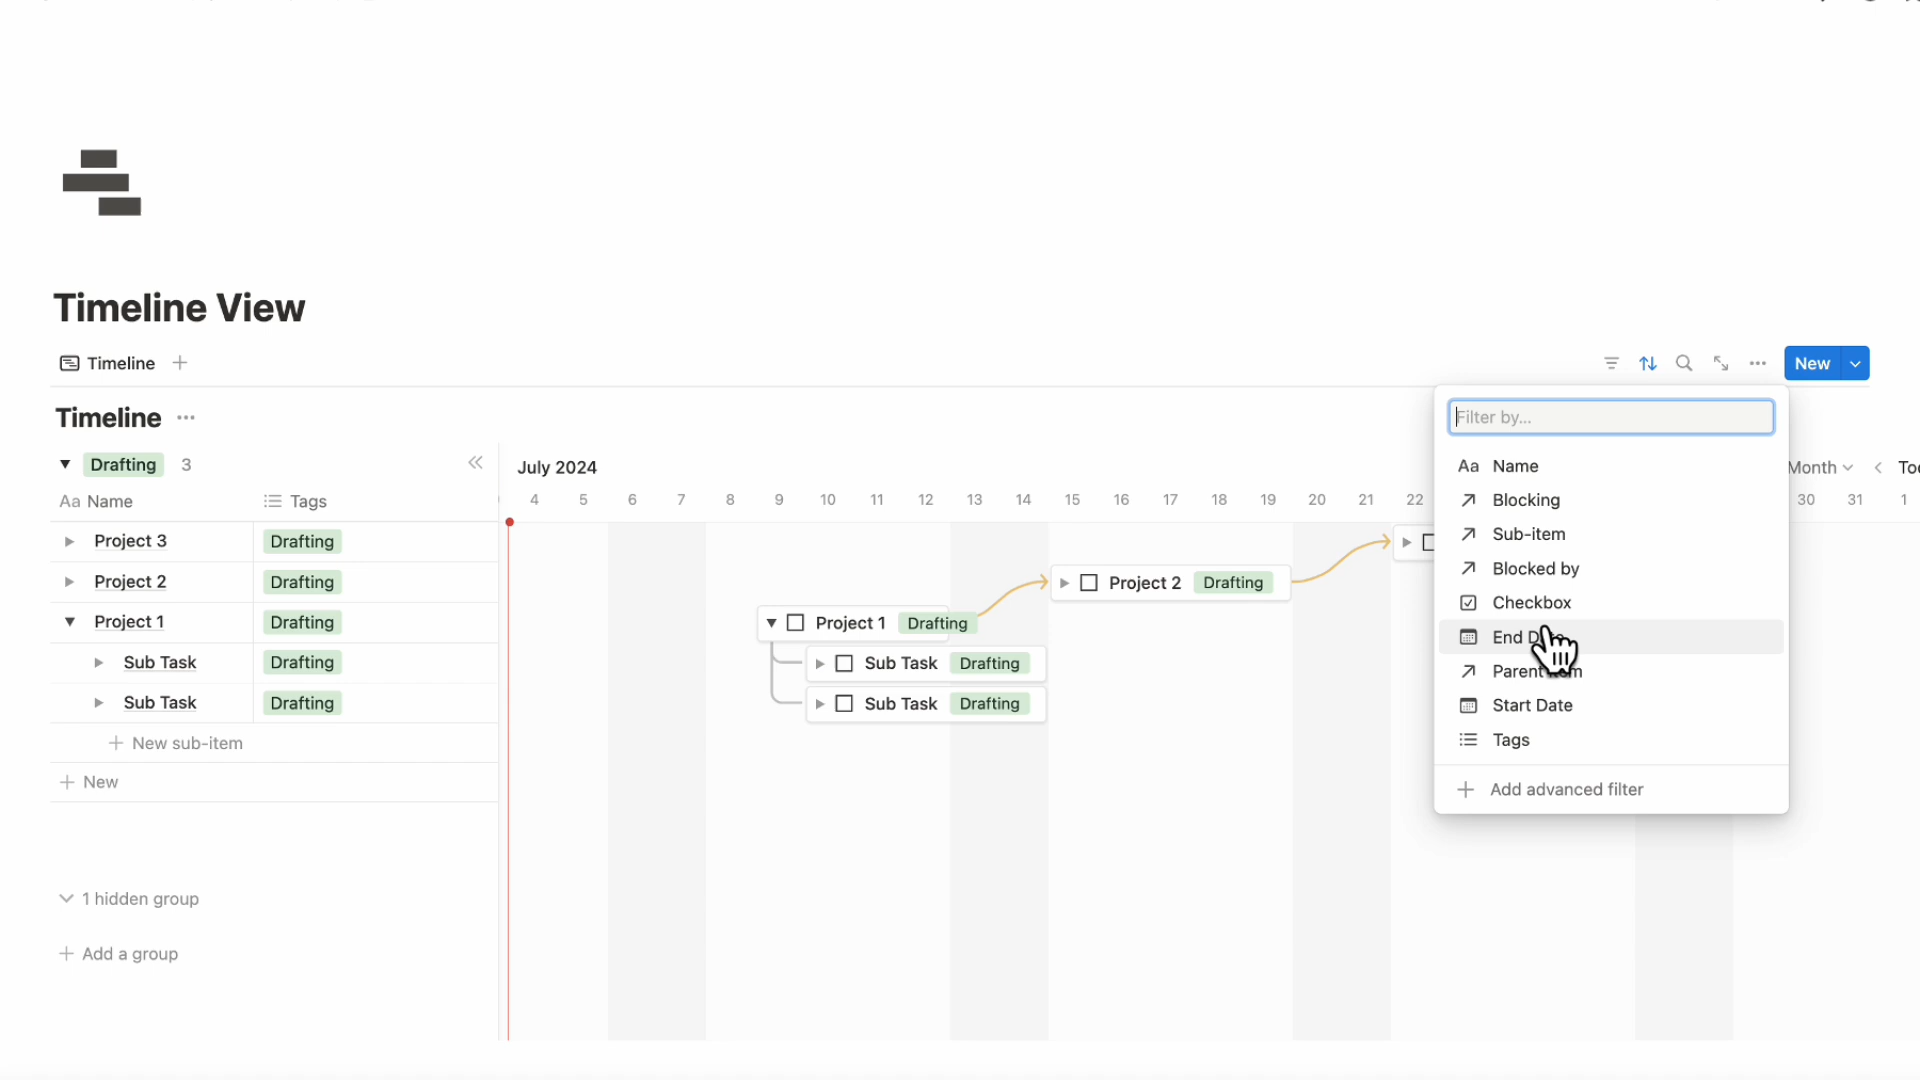 Timeline View
Timeline
New
Timeline
Filter by...
Drafting 3
July 2024
Month
Aa Name
Tags
4 5 6 7 8 9 10 11 12 13 14 15 16 17 18 19 20 21 22 30 31 1
Aa Name
Blocking
Sub-item
Blocked by
Checkbox
End
Parent
Start Date
Tags
Add advanced filter
Project 3 Drafting
Project 2 Drafting
Project 1 Drafting
Sub Task Drafting
Sub Task Drafting
New sub-item
New
Project 2 Drafting
Project 1 Drafting
Sub Task Drafting
Sub Task Drafting
1 hidden group
Add a group